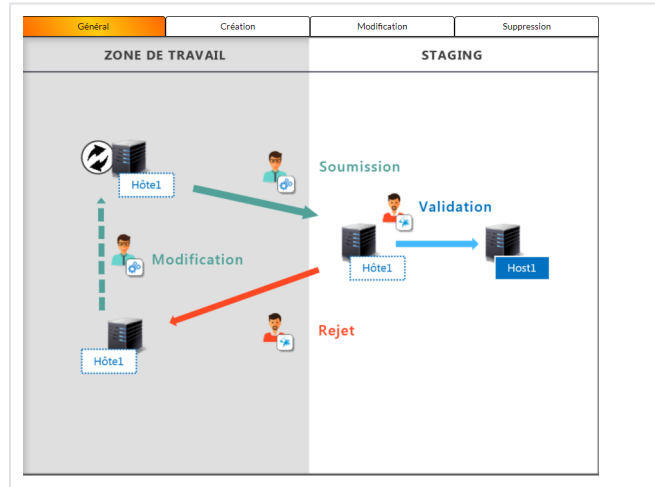 Général
Création
Modification
Suppression
ZONE DE TRAVAIL
STAGING
Soumission
Hôte1
Validation
Modification
Hôte1
Host1
Rejet
Hôte1